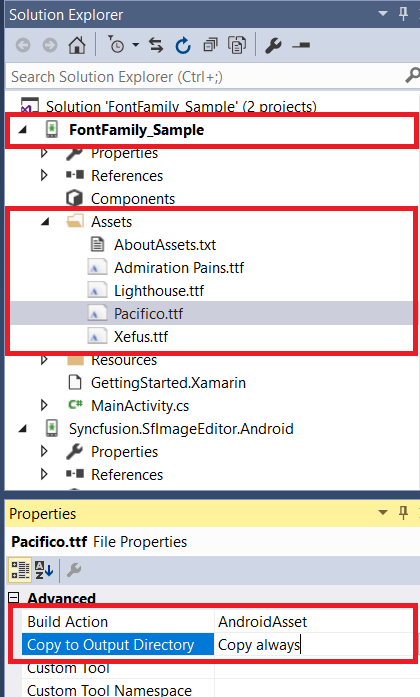 Solution Explorer
Search Solution Explorer (Ctrl+;)
Solution 'FontFamily_Sample' (2 projects)
FontFamily_Sample
Properties
References
Components
Assets
AboutAssets.txt
Admiration Pains.ttf
Lighthouse.ttf
Pacifico.ttf
Xefus.ttf
Resources
GettingStarted.Xamarin
C# MainActivity.cs
Syncfusion.SfImageEditor.Android
Properties
References
Properties
Pacifico.ttf File Properties
Advanced
Build Action AndroidAsset
Copy to Output Directory Copy always
Custom Tool
Custom Tool Namespace